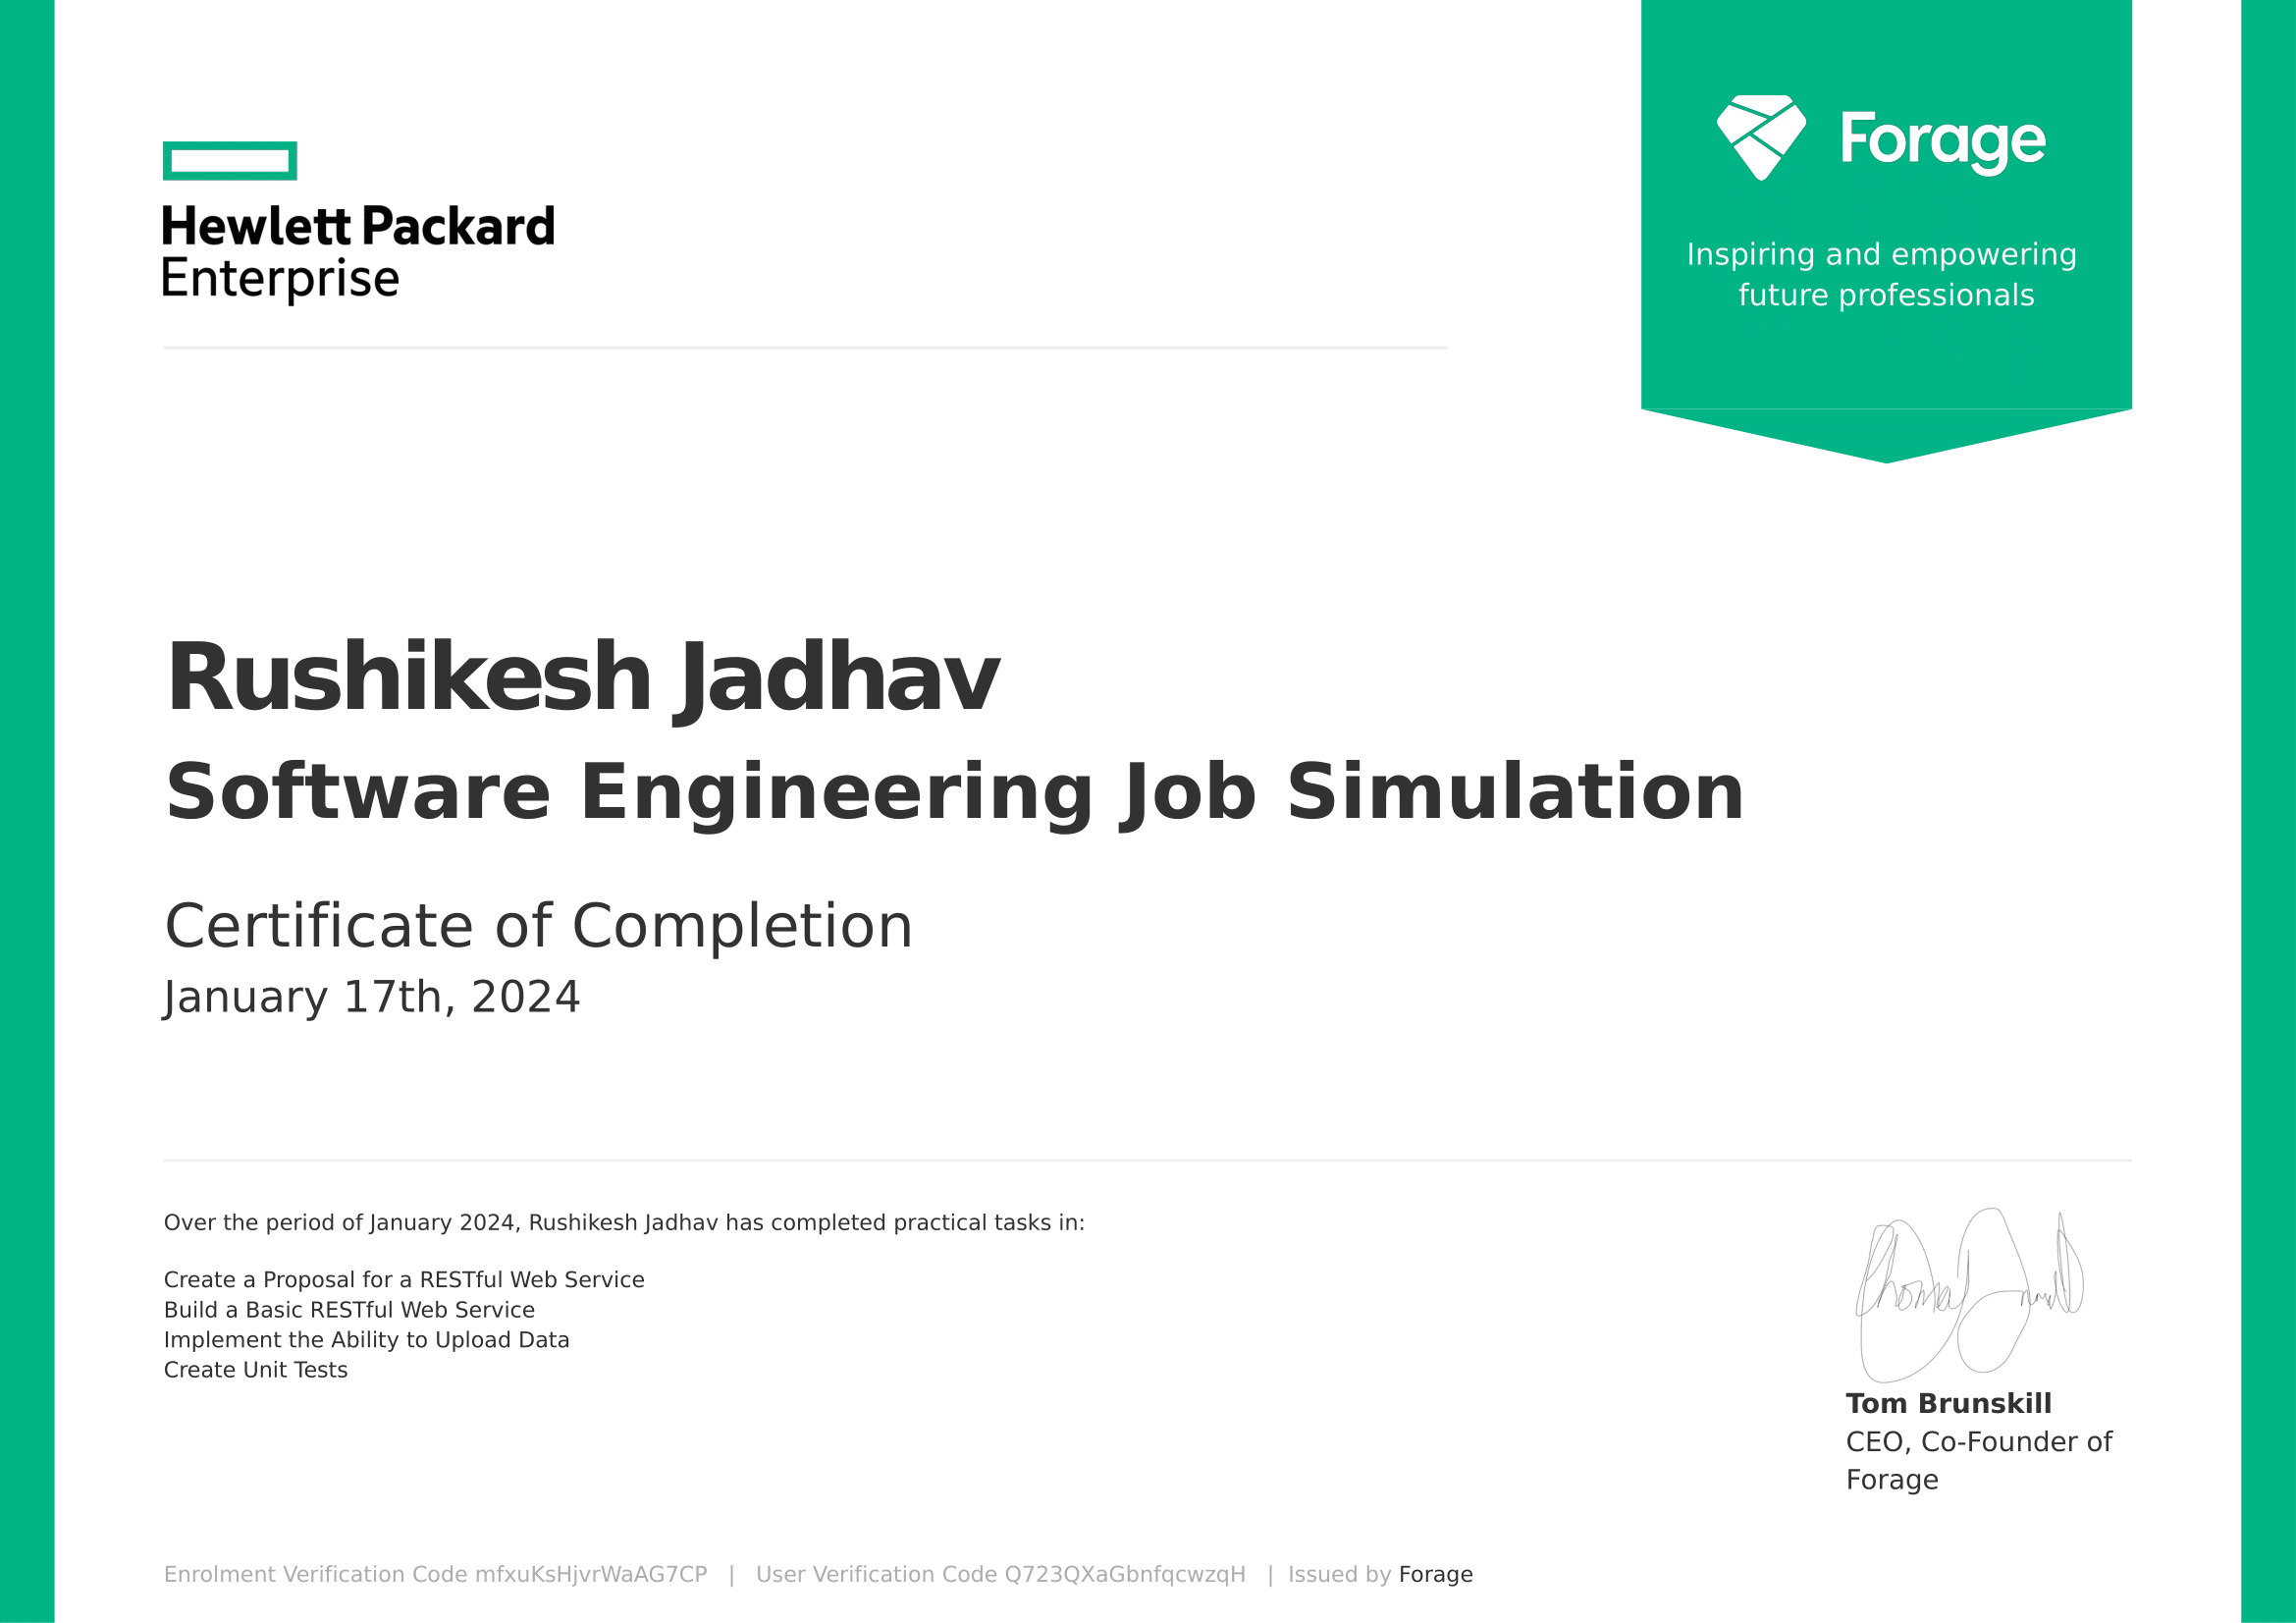 Hewlett Packard
Enterprise
Forage
Inspiring and empowering
future professionals
Rushikesh Jadhav
Software Engineering Job Simulation
Certificate of Completion
January 17th, 2024
Over the period of January 2024, Rushikesh Jadhav has completed practical tasks in:
Create a Proposal for a RESTful Web Service
Build a Basic RESTful Web Service
Implement the Ability to Upload Data
Create Unit Tests
Tom Brunskill
CEO, Co-Founder of
Forage
Enrolment Verification Code mfxuKsHjvrWaAG7CP | User Verification Code Q723QXaGbnfqcwzqH | Issued by Forage